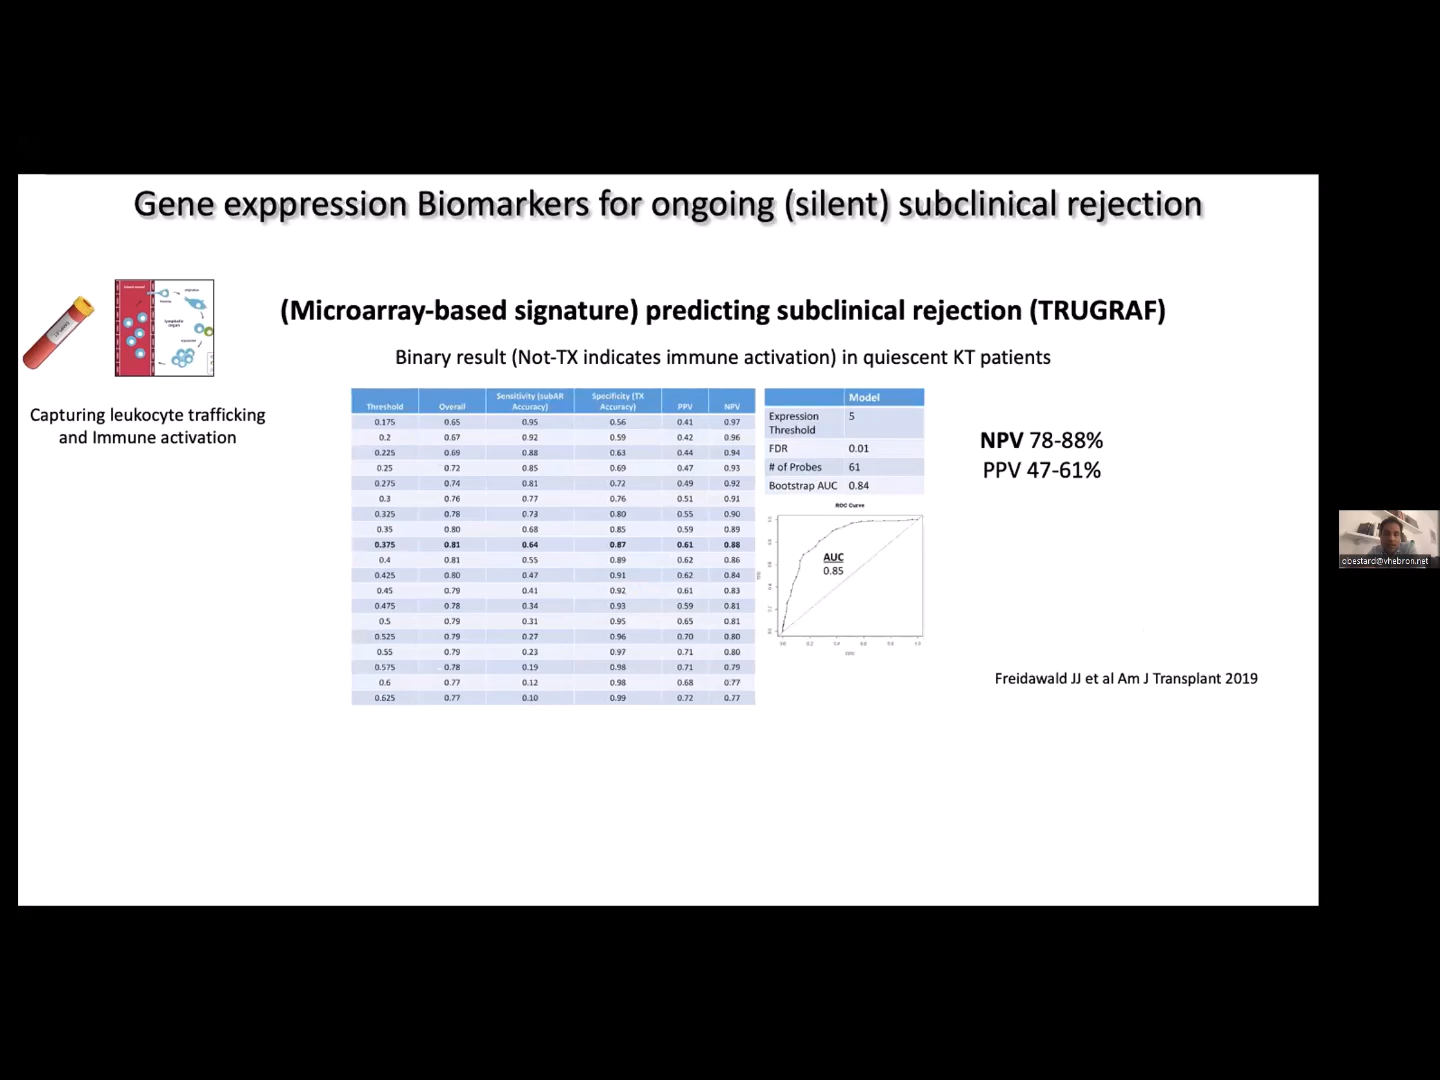 Gene exppression Biomarkers for ongoing (silent) subclinical rejection
(Microarray-based signature) predicting subclinical rejection (TRUGRAF)
Binary result (Not-TX indicates immune activation) in quiescent KT patients
Capturing leukocyte trafficking
and Immune activation
Threshold Overall Sensitivity (subAR Accuracy) Specificity (TX Accuracy) PPV NPV
0.175 0.65 0.95 0.56 0.41 0.97
0.2 0.67 0.92 0.59 0.42 0.96
0.225 0.69 0.88 0.63 0.44 0.94
0.25 0.72 0.85 0.69 0.47 0.93
0.275 0.74 0.81 0.72 0.49 0.92
0.3 0.76 0.77 0.76 0.51 0.91
0.325 0.78 0.73 0.80 0.55 0.90
0.35 0.80 0.68 0.85 0.59 0.89
0.375 0.81 0.64 0.87 0.61 0.88
0.4 0.81 0.55 0.89 0.62 0.86
0.425 0.80 0.47 0.91 0.62 0.84
0.45 0.79 0.41 0.92 0.61 0.83
0.475 0.78 0.34 0.93 0.59 0.81
0.5 0.79 0.31 0.95 0.65 0.81
0.525 0.79 0.27 0.96 0.70 0.80
0.55 0.79 0.23 0.97 0.71 0.80
0.575 0.78 0.19 0.98 0.71 0.79
0.6 0.77 0.12 0.98 0.68 0.77
0.625 0.77 0.10 0.99 0.72 0.77
Model
Expression Threshold 5
FDR 0.01
# of Probes 61
Bootstrap AUC 0.84
ROC Curve
AUC
0.85
NPV 78-88%
PPV 47-61%
Freidawald JJ et al Am J Transplant 2019
obestard@vhebron.net